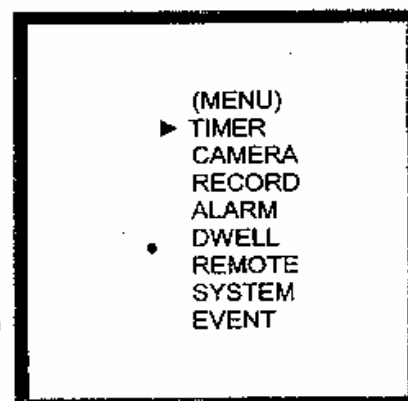 (MENU)
► TIMER
CAMERA
RECORD
ALARM
DWELL
REMOTE
SYSTEM
EVENT